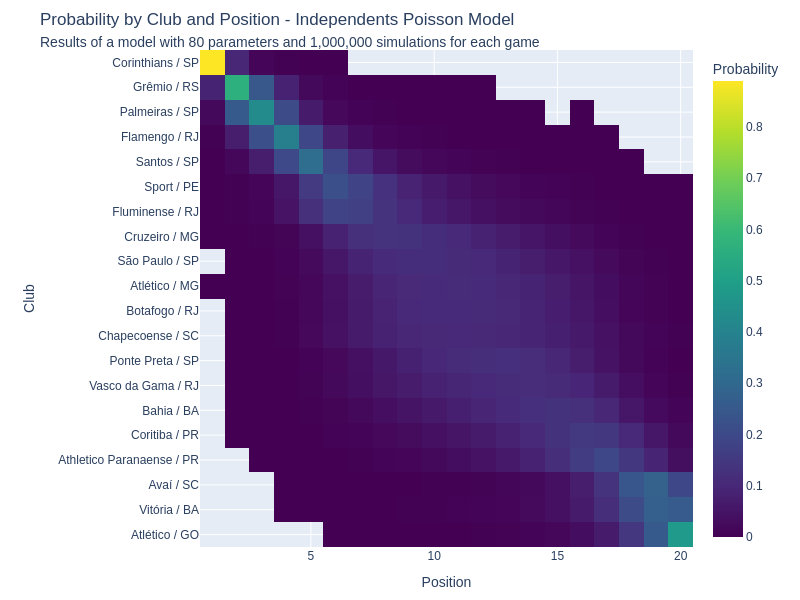 Probability by Club and Position - Independents Poisson Model
Results of a model with 80 parameters and 1,000,000 simulations for each game
Probability
0.8
0.7
0.6
0.5
0.4
0.3
0.2
0.1
0
Club
Corinthians / SP
Grêmio / RS
Palmeiras / SP
Flamengo / RJ
Santos / SP
Sport / PE
Fluminense / RJ
Cruzeiro / MG
São Paulo / SP
Atlético / MG
Botafogo / RJ
Chapecoense / SC
Ponte Preta / SP
Vasco da Gama / RJ
Bahia / BA
Coritiba / PR
Athletico Paranaense / PR
Avaí / SC
Vitória / BA
Atlético / GO
5 10 15 20
Position